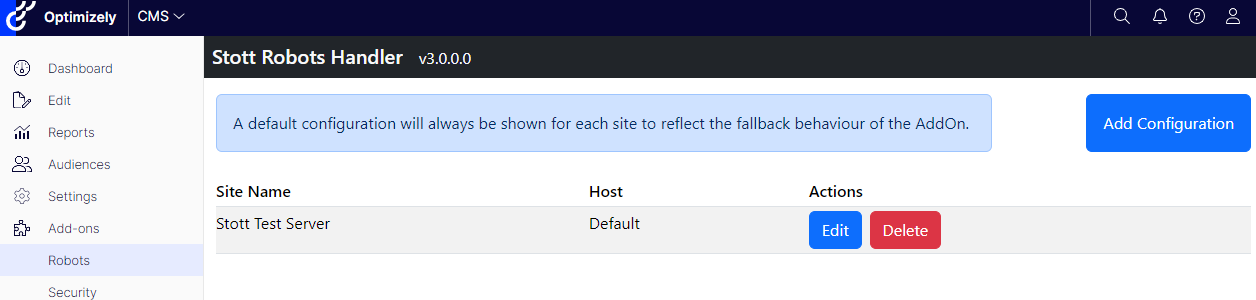 Optimizely CMS
Stott Robots Handler v3.0.0.0
Dashboard
Edit
Reports
Audiences
Settings
Add-ons
Robots
Security
A default configuration will always be shown for each site to reflect the fallback behaviour of the AddOn.
Add Configuration
Site Name Host Actions
Stott Test Server Default Edit Delete